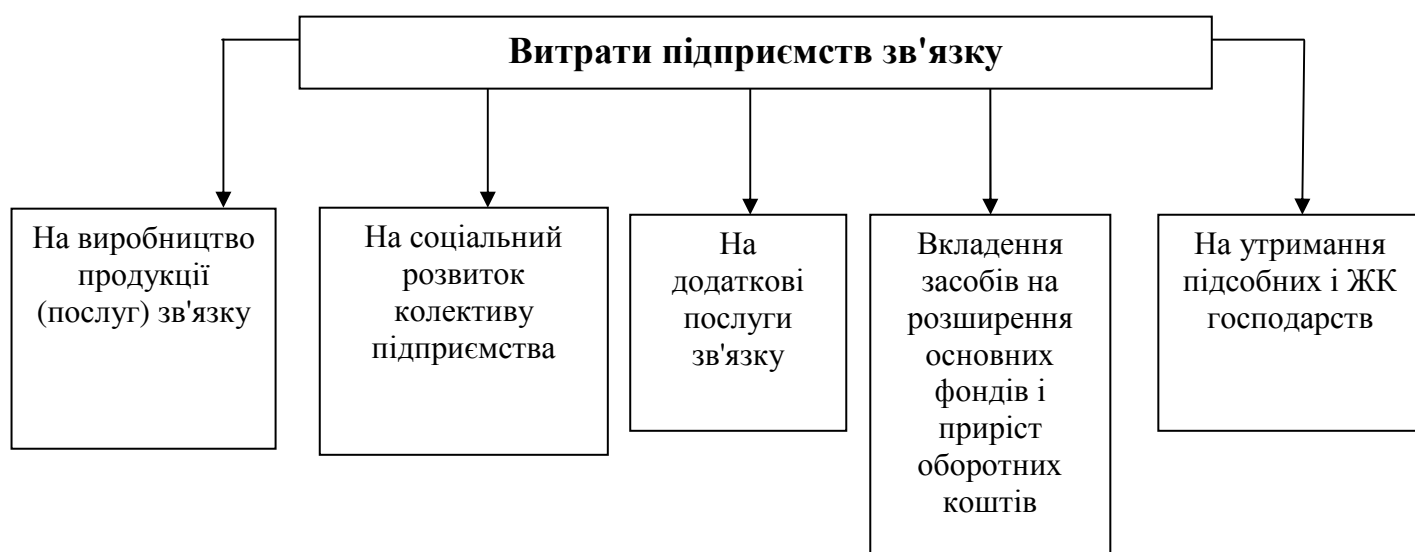 Витрати підприємств зв'язку
На виробництво
продукції
(послуг) зв'язку
На соціальний
розвиток
колективу
підприємства
На
додаткові
послуги
зв'язку
Вкладення
засобів на
розширення
основних
фондів і
приріст
оборотних
коштів
На утримання
підсобних і ЖК
господарств